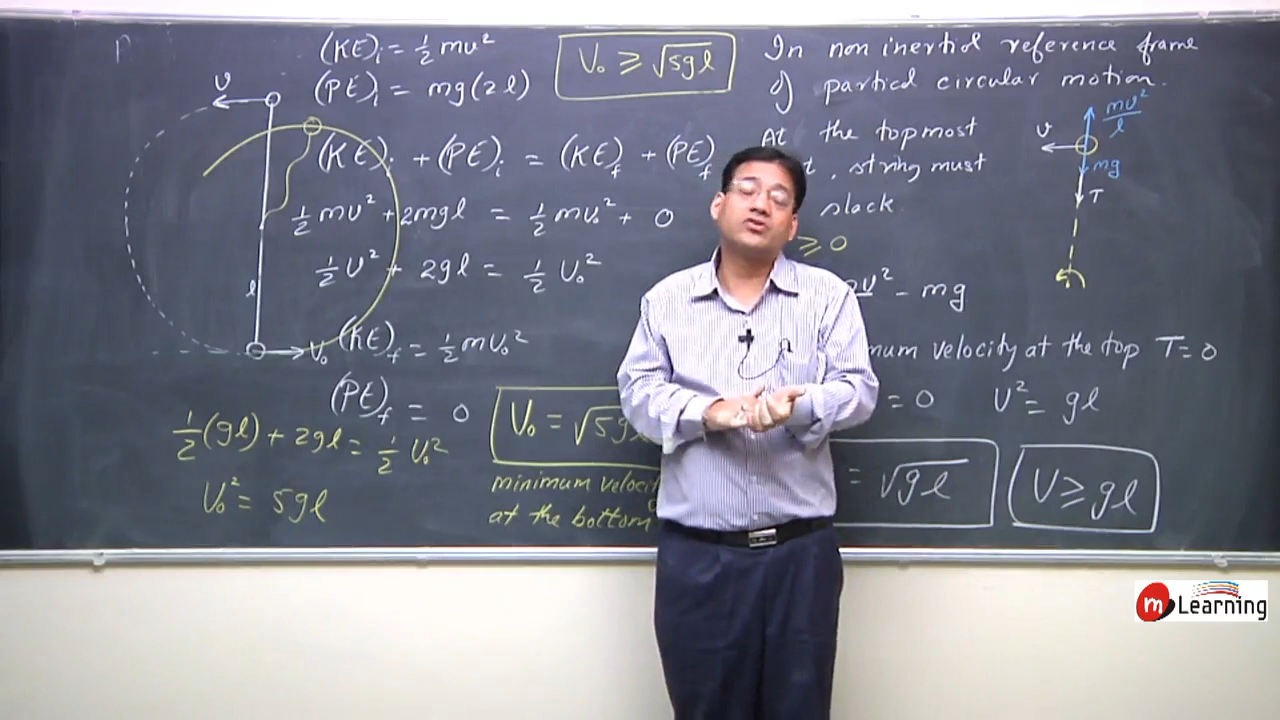 (KE)ᵢ = ½ mv²
(PE)ᵢ = mg(2l)
V₀ ≥ √5gl
v
(KE)ᵢ + (PE)ᵢ = (KE)f + (PE)f
½ mv² + 2mgl = ½ mv₀² + 0
½ v² + 2gl = ½ V₀²
l
V₀
(KE)f = ½ mV₀²
(PE)f = 0
½(gl) + 2gl = ½ V₀²
V₀² = 5gl
V₀ = √5gl
minimum
at the bottom
In non inertial reference frame
of particle circular motion.
At the topmost
, string must
slack.
≥ 0
mv² - mg
velocity at the top T = 0
= 0 V² = gl
= √gl
V ≥ gl
mv²/l
v
mg
T
m Learning